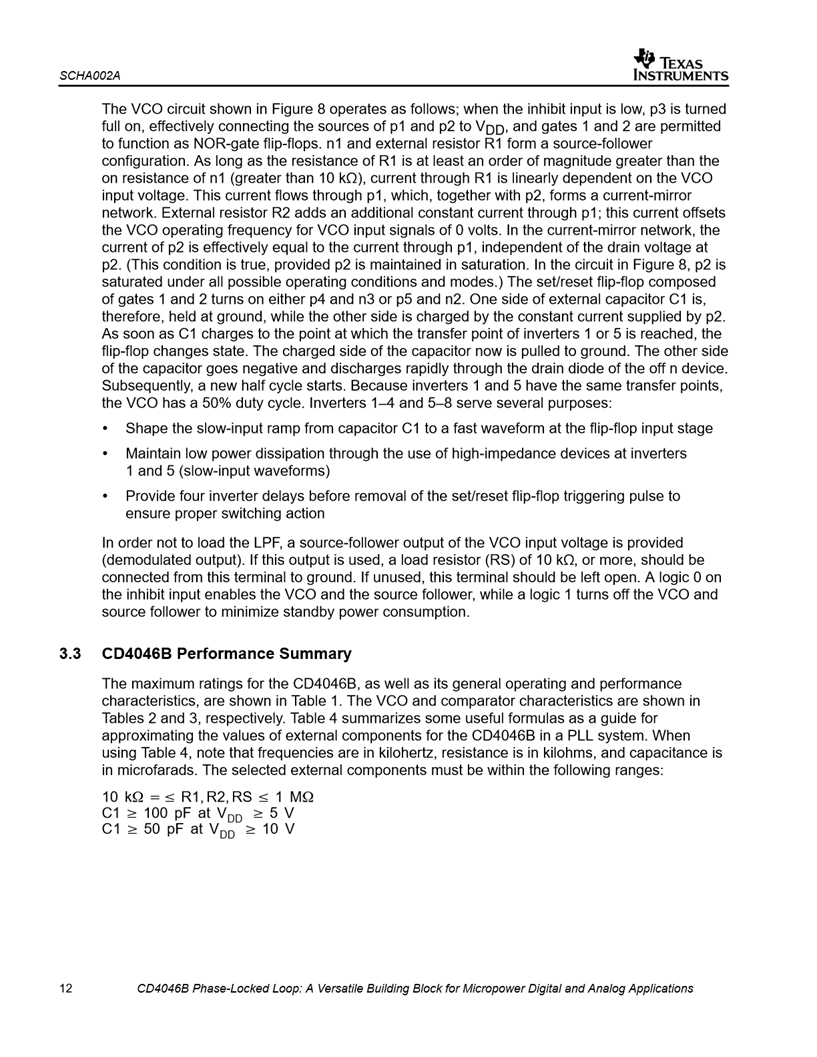 SCHA002A
TEXAS
INSTRUMENTS
The VCO circuit shown in Figure 8 operates as follows; when the inhibit input is low, p3 is turned
full on, effectively connecting the sources of p1 and p2 to VDD, and gates 1 and 2 are permitted
to function as NOR-gate flip-flops. n1 and external resistor R1 form a source-follower
configuration. As long as the resistance of R1 is at least an order of magnitude greater than the
on resistance of n1 (greater than 10 kΩ), current through R1 is linearly dependent on the VCO
input voltage. This current flows through p1, which, together with p2, forms a current-mirror
network. External resistor R2 adds an additional constant current through p1; this current offsets
the VCO operating frequency for VCO input signals of 0 volts. In the current-mirror network, the
current of p2 is effectively equal to the current through p1, independent of the drain voltage at
p2. (This condition is true, provided p2 is maintained in saturation. In the circuit in Figure 8, p2 is
saturated under all possible operating conditions and modes.) The set/reset flip-flop composed
of gates 1 and 2 turns on either p4 and n3 or p5 and n2. One side of external capacitor C1 is,
therefore, held at ground, while the other side is charged by the constant current supplied by p2.
As soon as C1 charges to the point at which the transfer point of inverters 1 or 5 is reached, the
flip-flop changes state. The charged side of the capacitor now is pulled to ground. The other side
of the capacitor goes negative and discharges rapidly through the drain diode of the off n device.
Subsequently, a new half cycle starts. Because inverters 1 and 5 have the same transfer points,
the VCO has a 50% duty cycle. Inverters 1–4 and 5–8 serve several purposes:
• Shape the slow-input ramp from capacitor C1 to a fast waveform at the flip-flop input stage
• Maintain low power dissipation through the use of high-impedance devices at inverters
1 and 5 (slow-input waveforms)
• Provide four inverter delays before removal of the set/reset flip-flop triggering pulse to
ensure proper switching action
In order not to load the LPF, a source-follower output of the VCO input voltage is provided
(demodulated output). If this output is used, a load resistor (RS) of 10 kΩ, or more, should be
connected from this terminal to ground. If unused, this terminal should be left open. A logic 0 on
the inhibit input enables the VCO and the source follower, while a logic 1 turns off the VCO and
source follower to minimize standby power consumption.
3.3 CD4046B Performance Summary
The maximum ratings for the CD4046B, as well as its general operating and performance
characteristics, are shown in Table 1. The VCO and comparator characteristics are shown in
Tables 2 and 3, respectively. Table 4 summarizes some useful formulas as a guide for
approximating the values of external components for the CD4046B in a PLL system. When
using Table 4, note that frequencies are in kilohertz, resistance is in kilohms, and capacitance is
in microfarads. The selected external components must be within the following ranges:
10 kΩ = ≤ R1, R2, RS ≤ 1 MΩ
C1 ≥ 100 pF at VDD ≥ 5 V
C1 ≥ 50 pF at VDD ≥ 10 V
12 CD4046B Phase-Locked Loop: A Versatile Building Block for Micropower Digital and Analog Applications